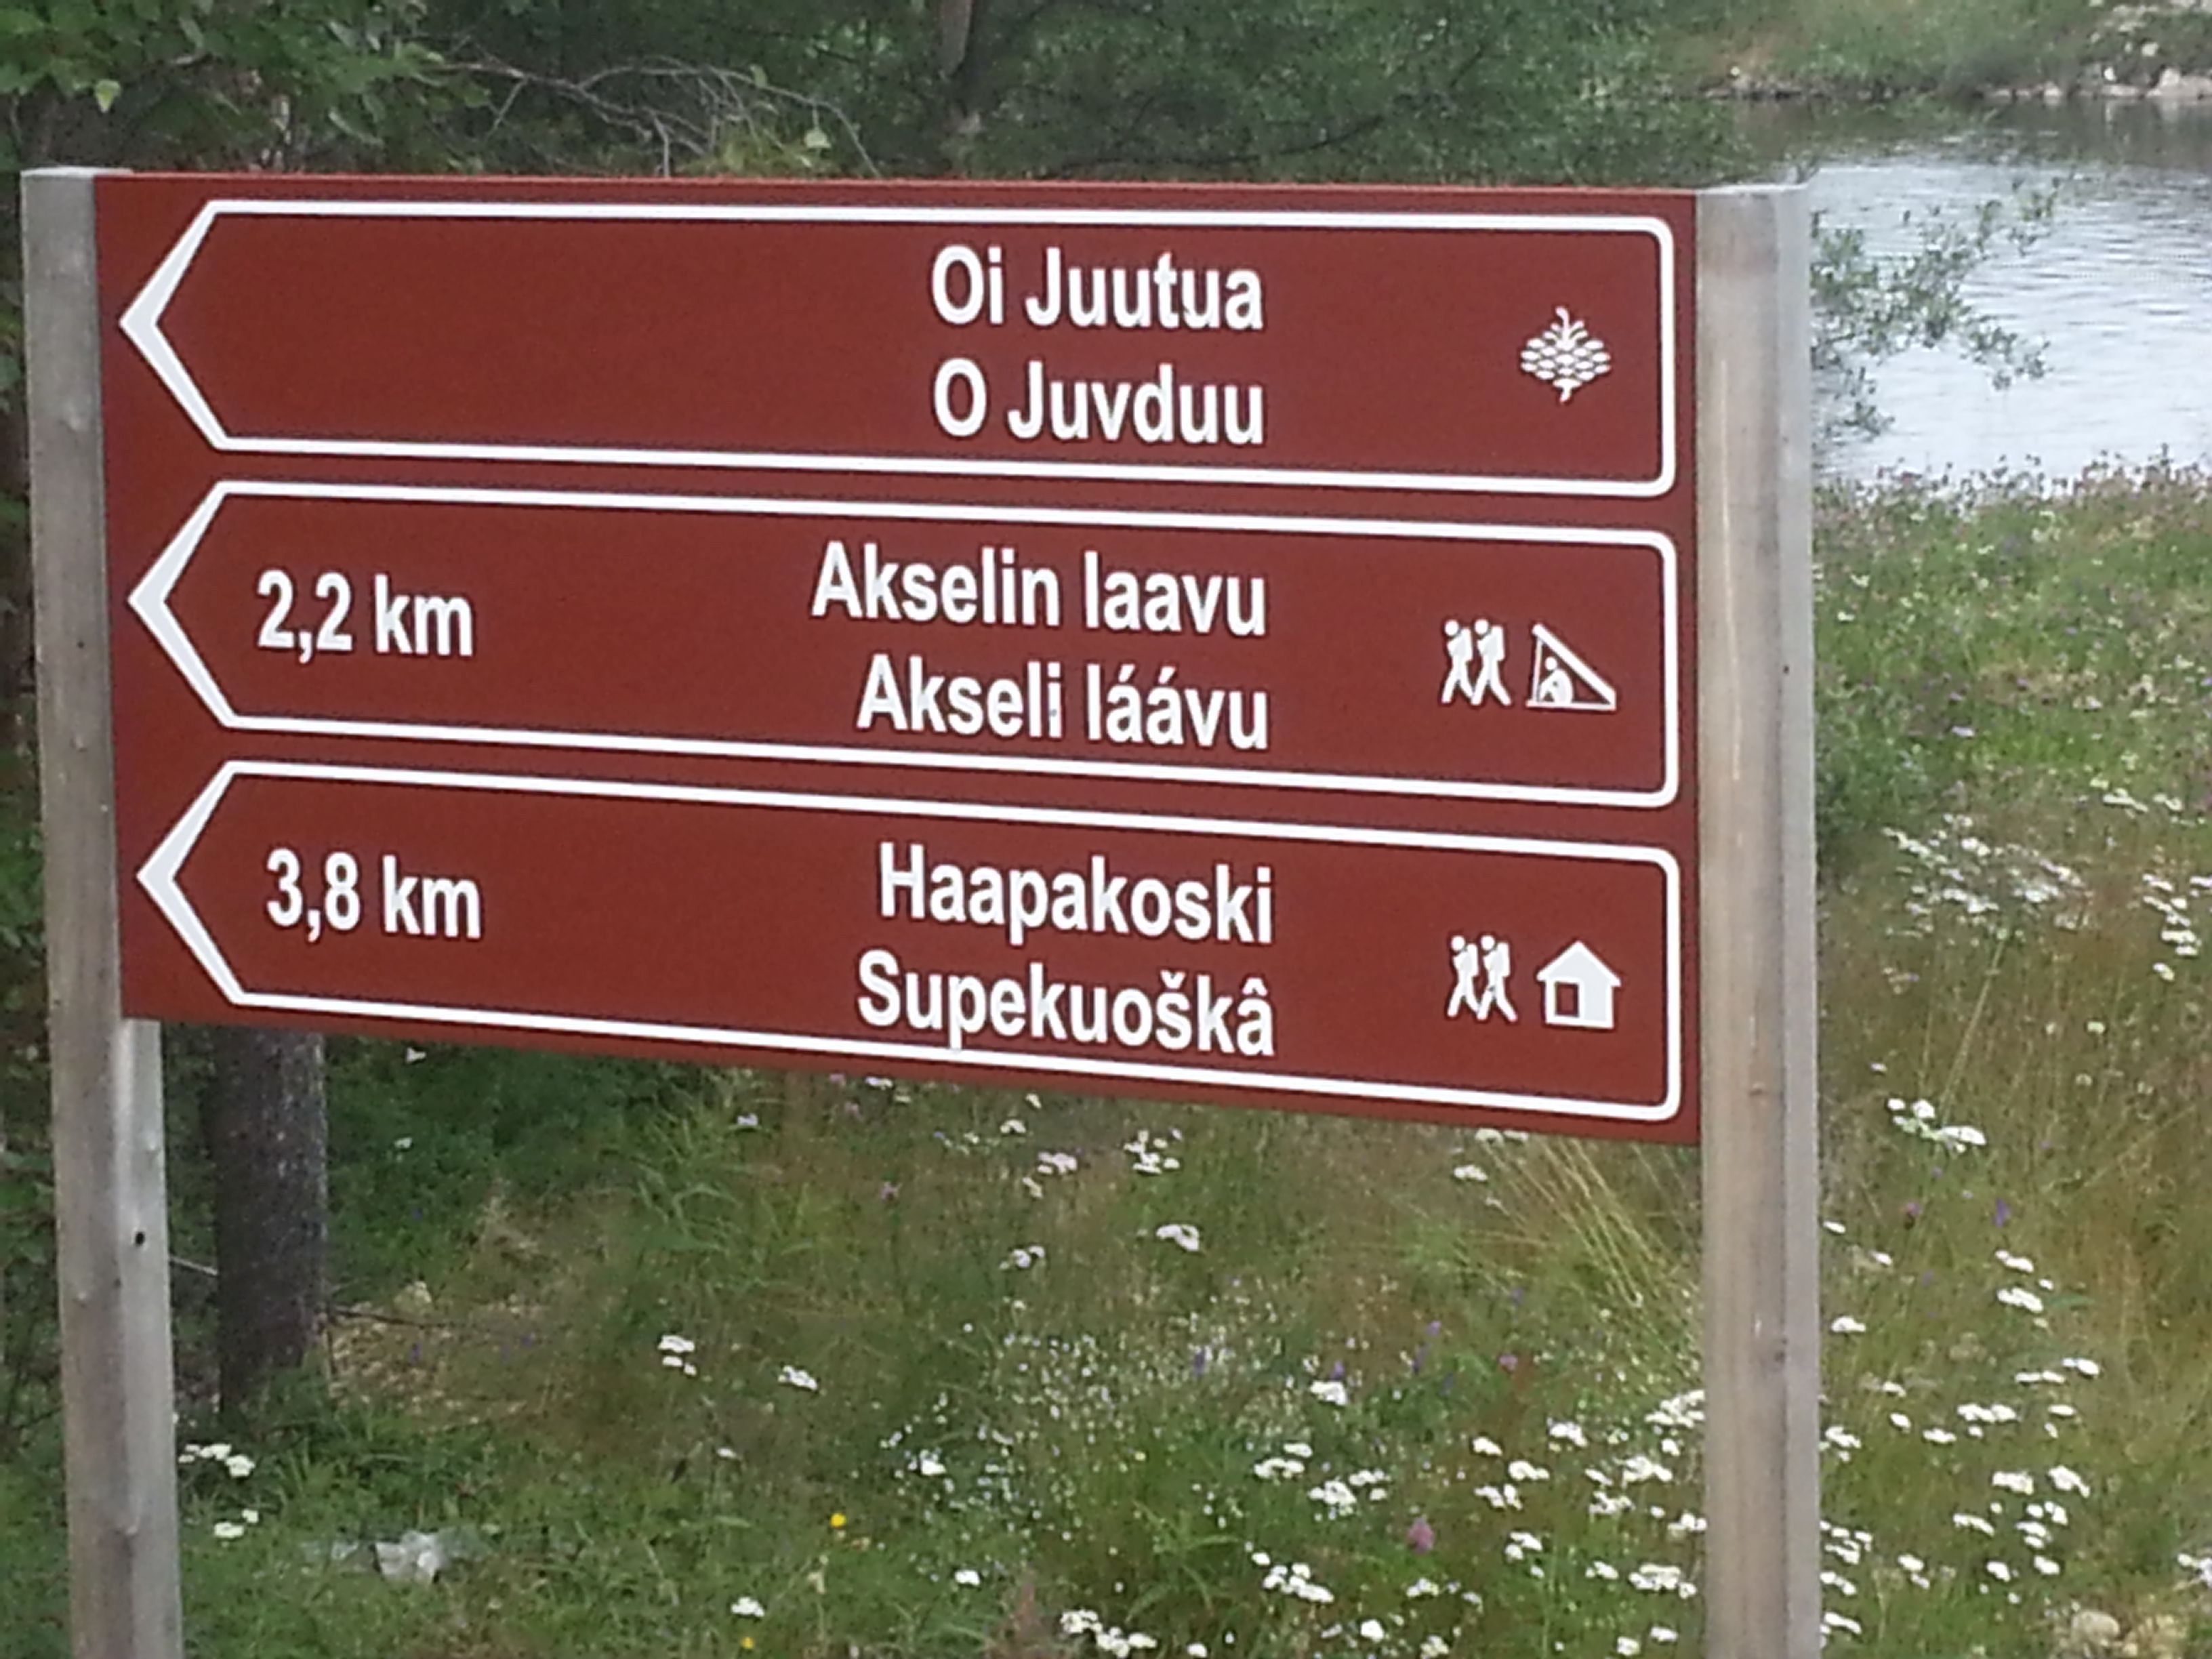 Oi Juutua
O Juvduu
2,2 km
Akselin laavu
Akseli láávu
3,8 km
Haapakoski
Supekuoškâ